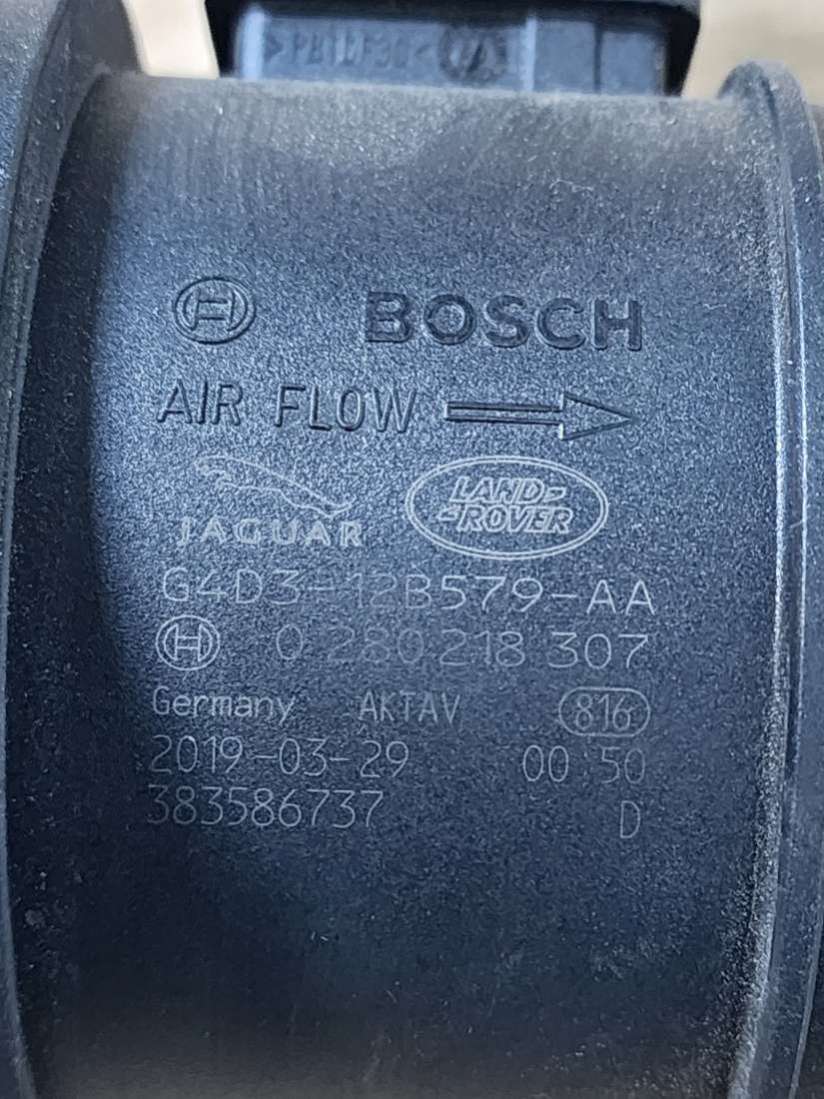 BOSCH
AIR FLOW
JAGUAR
LAND
ROVER
G4D3-12B579-AA
0 280 218 307
Germany AKTAV 816
2019-03-29 00:50
383586737 D